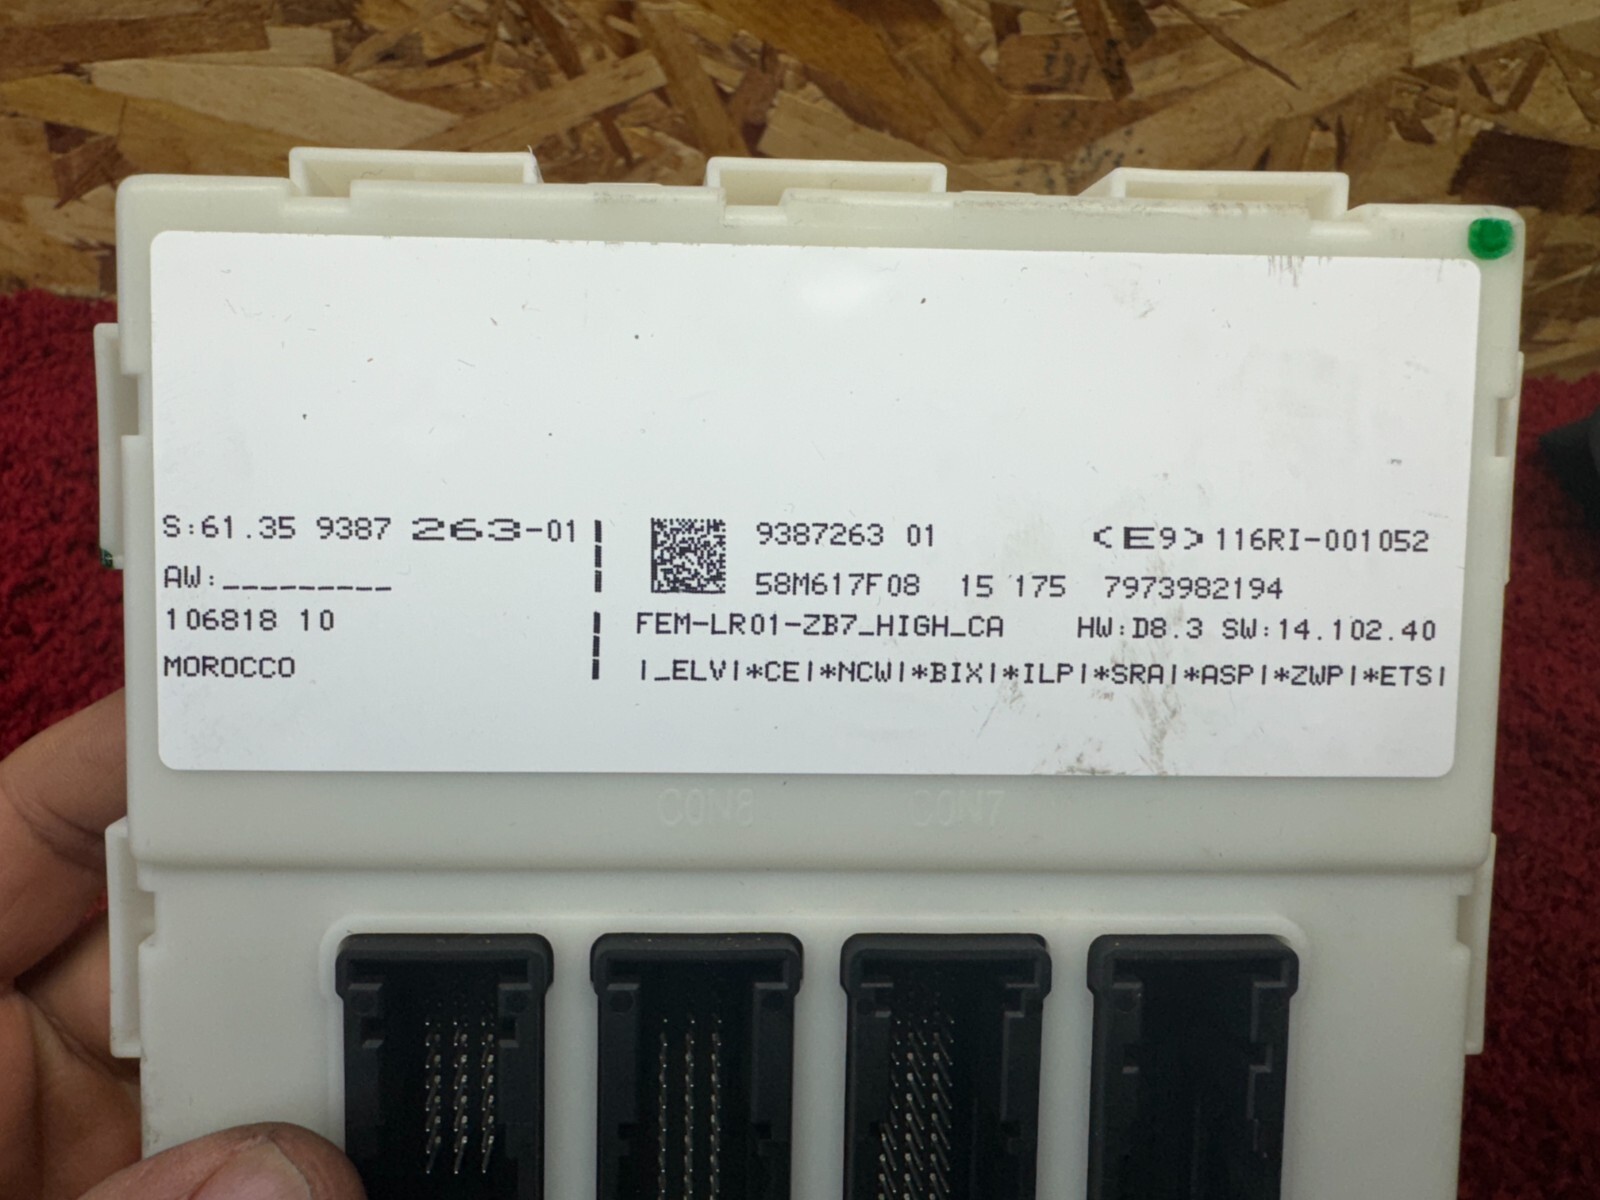 S:61.35 9387 263-01
AW:_________
106818 10
MOROCCO
9387263 01
<E9> 116RI-001052
58M617F08 15 175 7973982194
FEM-LR01-ZB7_HIGH_CA HW:D8.3 SW:14.102.40
|_ELV|*CE|*NCW|*BIX|*ILP|*SRA|*ASP|*ZWP|*ETS|
CON8 CON7